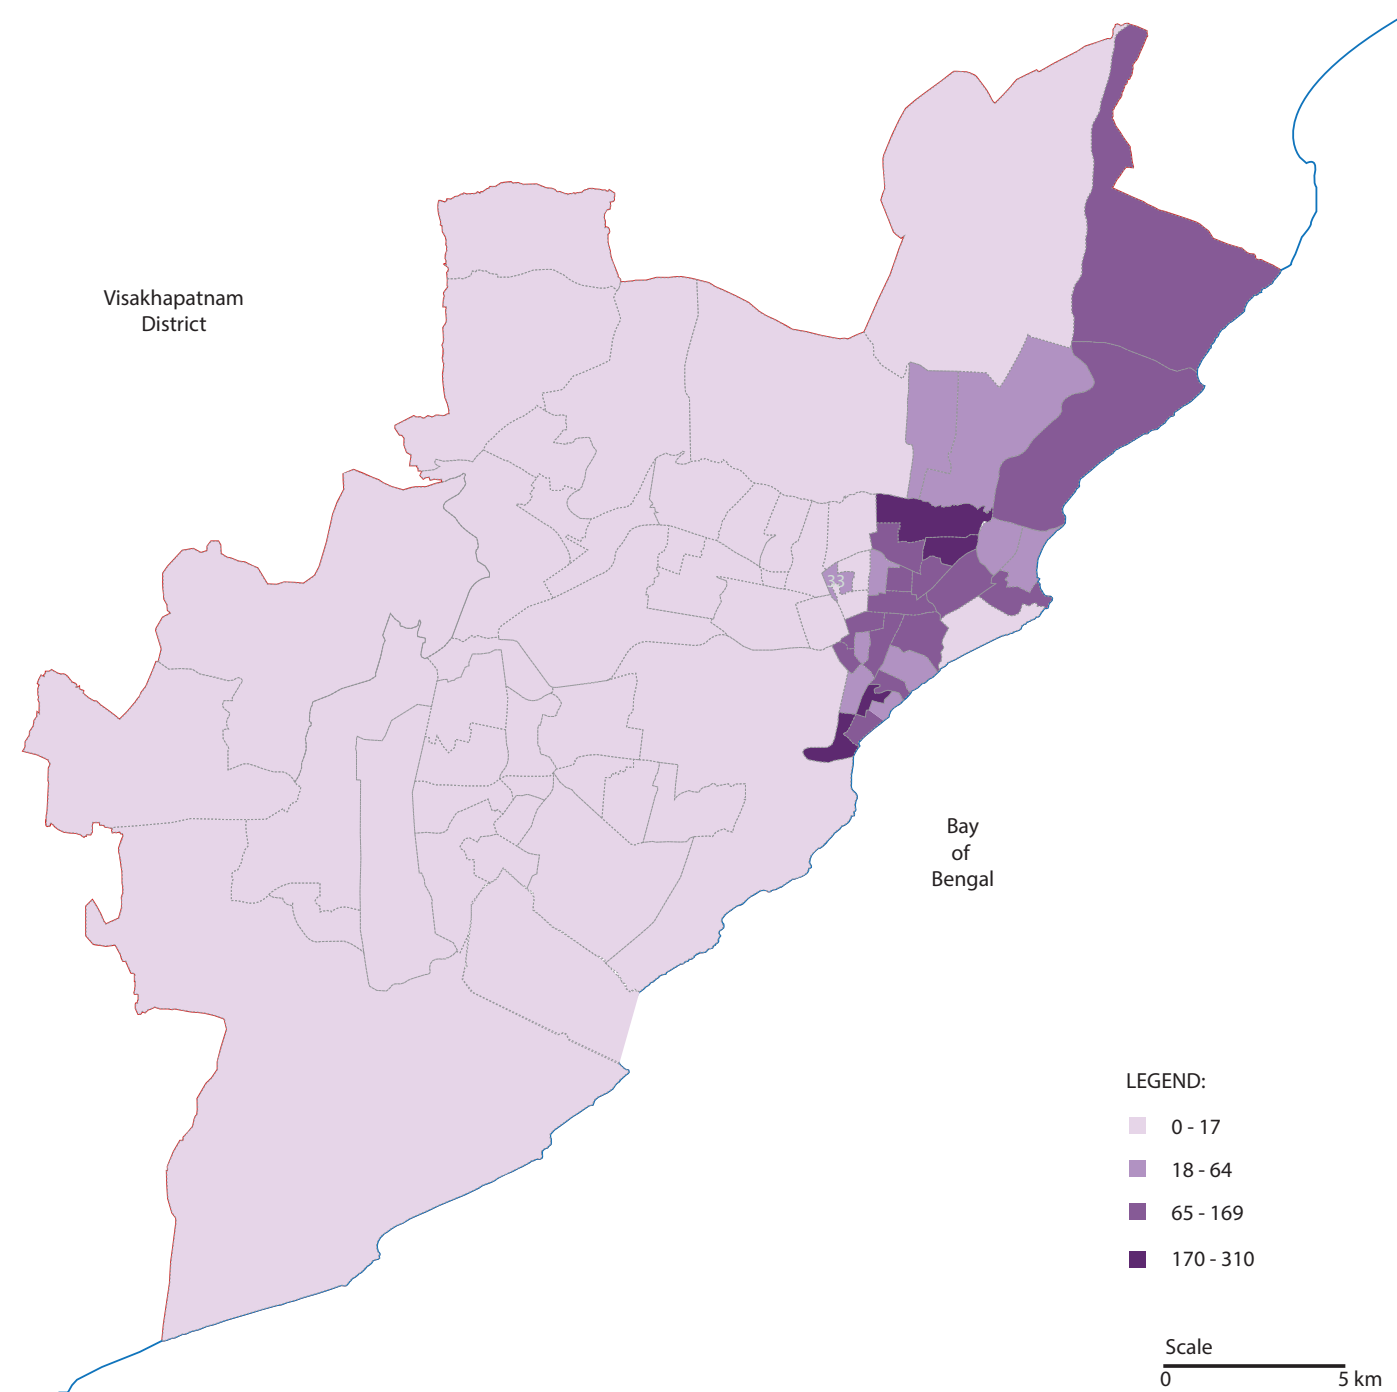 Visakhapatnam
District
33
Bay
of
Bengal
LEGEND:
0 - 17
18 - 64
65 - 169
170 - 310
Scale
0 5 km